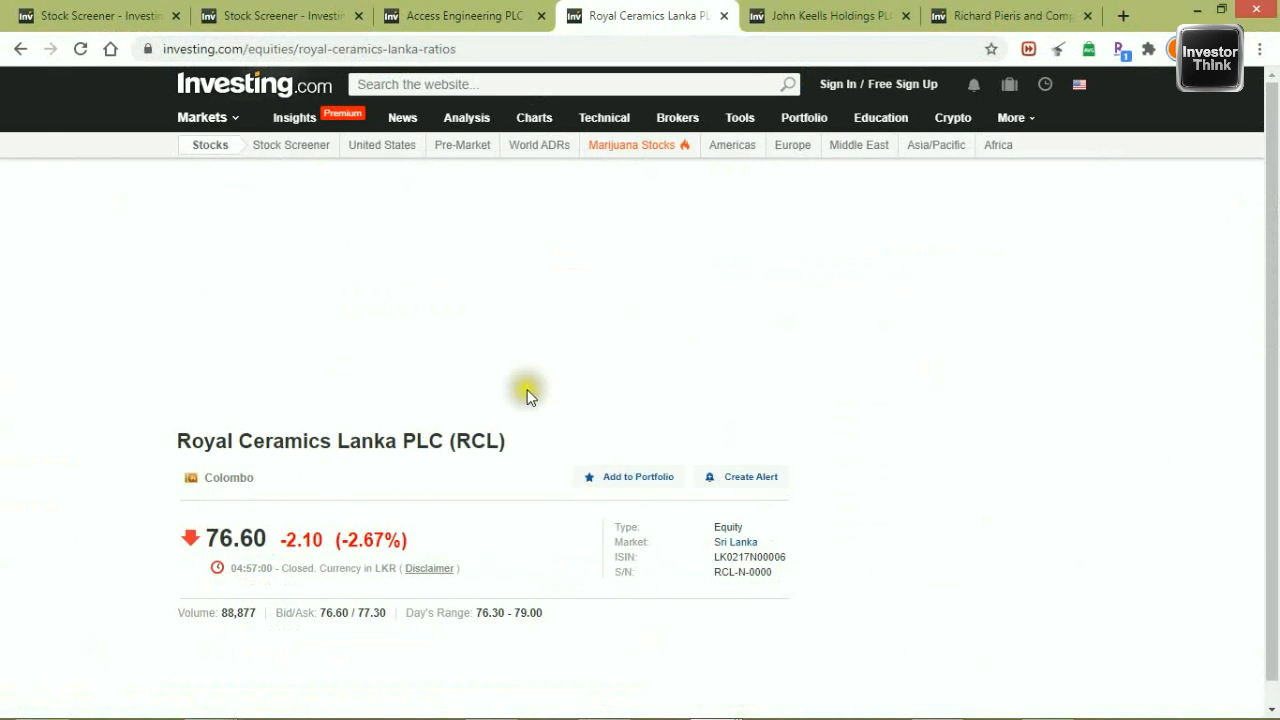 Stock Screener - Investin
Stock Screener - Investin
Access Engineering PLC
Royal Ceramics Lanka PL
John Keells Holdings PLC
Richard Pieris and Comp
investing.com/equities/royal-ceramics-lanka-ratios
Investor
Think
Investing.com
Search the website...
Sign In / Free Sign Up
Markets
Insights
Premium
News
Analysis
Charts
Technical
Brokers
Tools
Portfolio
Education
Crypto
More
Stocks
Stock Screener
United States
Pre-Market
World ADRs
Marijuana Stocks
Americas
Europe
Middle East
Asia/Pacific
Africa
Royal Ceramics Lanka PLC (RCL)
Colombo
Add to Portfolio
Create Alert
76.60 -2.10 (-2.67%)
04:57:00 - Closed. Currency in LKR ( Disclaimer )
Type: Equity
Market: Sri Lanka
ISIN: LK0217N00006
S/N: RCL-N-0000
Volume: 88,877
Bid/Ask: 76.60 / 77.30
Day's Range: 76.30 - 79.00